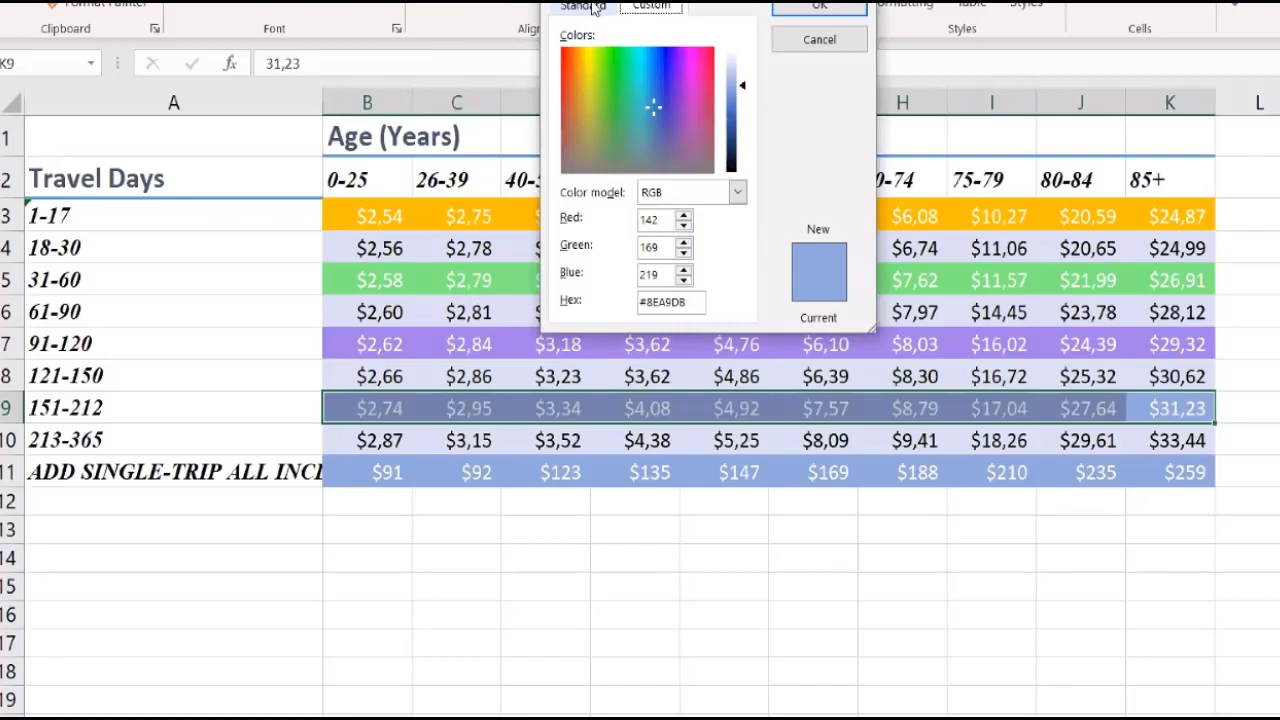 Format Painter
Clipboard Font Align Styles Cells
Standard Custom OK
K9 fx 31,23
Colors: Cancel
A B C H I J K L
1 Age (Years)
2 Travel Days 0-25 26-39 75-79 80-84 85+
Color model: RGB
3 1-17 $2,54 $2,75 $6,08 $10,27 $20,59 $24,87
Red: 142
4 18-30 $2,56 $2,78 $6,74 $11,06 $20,65 $24,99
Green: 169 New
5 31-60 $2,58 $2,79 $7,62 $11,57 $21,99 $26,91
Blue: 219
6 61-90 $2,60 $2,81 $7,97 $14,45 $23,78 $28,12
Hex: #8EA9DB
Current
7 91-120 $2,62 $2,84 $3,18 $3,62 $4,76 $6,10 $8,03 $16,02 $24,39 $29,32
8 121-150 $2,66 $2,86 $3,23 $3,62 $4,86 $6,39 $8,30 $16,72 $25,32 $30,62
9 151-212 $2,74 $2,95 $3,34 $4,08 $4,92 $7,57 $8,79 $17,04 $27,64 $31,23
10 213-365 $2,87 $3,15 $3,52 $4,38 $5,25 $8,09 $9,41 $18,26 $29,61 $33,44
11 ADD SINGLE-TRIP ALL INCL $91 $92 $123 $135 $147 $169 $188 $210 $235 $259
12
13
14
15
16
17
18
19